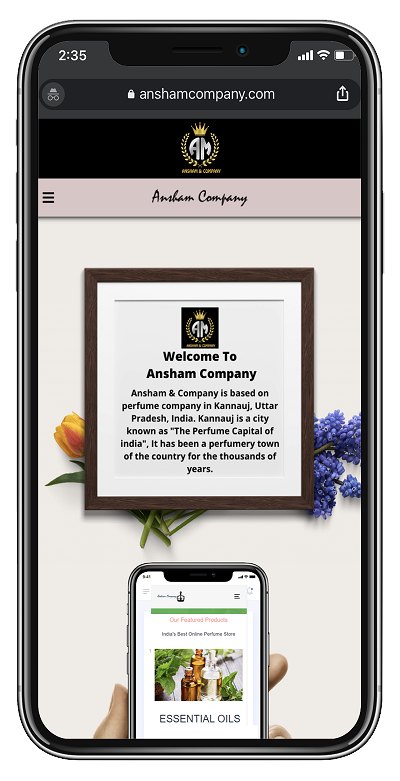 2:35
anshamcompany.com
AM
ANSHAM & COMPANY
Ansham Company
AM
ANSHAM & COMPANY
Welcome To
Ansham Company
Ansham & Company is based on
perfume company in Kannauj, Uttar
Pradesh, India. Kannauj is a city
known as "The Perfume Capital of
india", It has been a perfumery town
of the country for the thousands of
years.
9:41
Ansham Company
Our Featured Products
India's Best Online Perfume Store
ESSENTIAL OILS